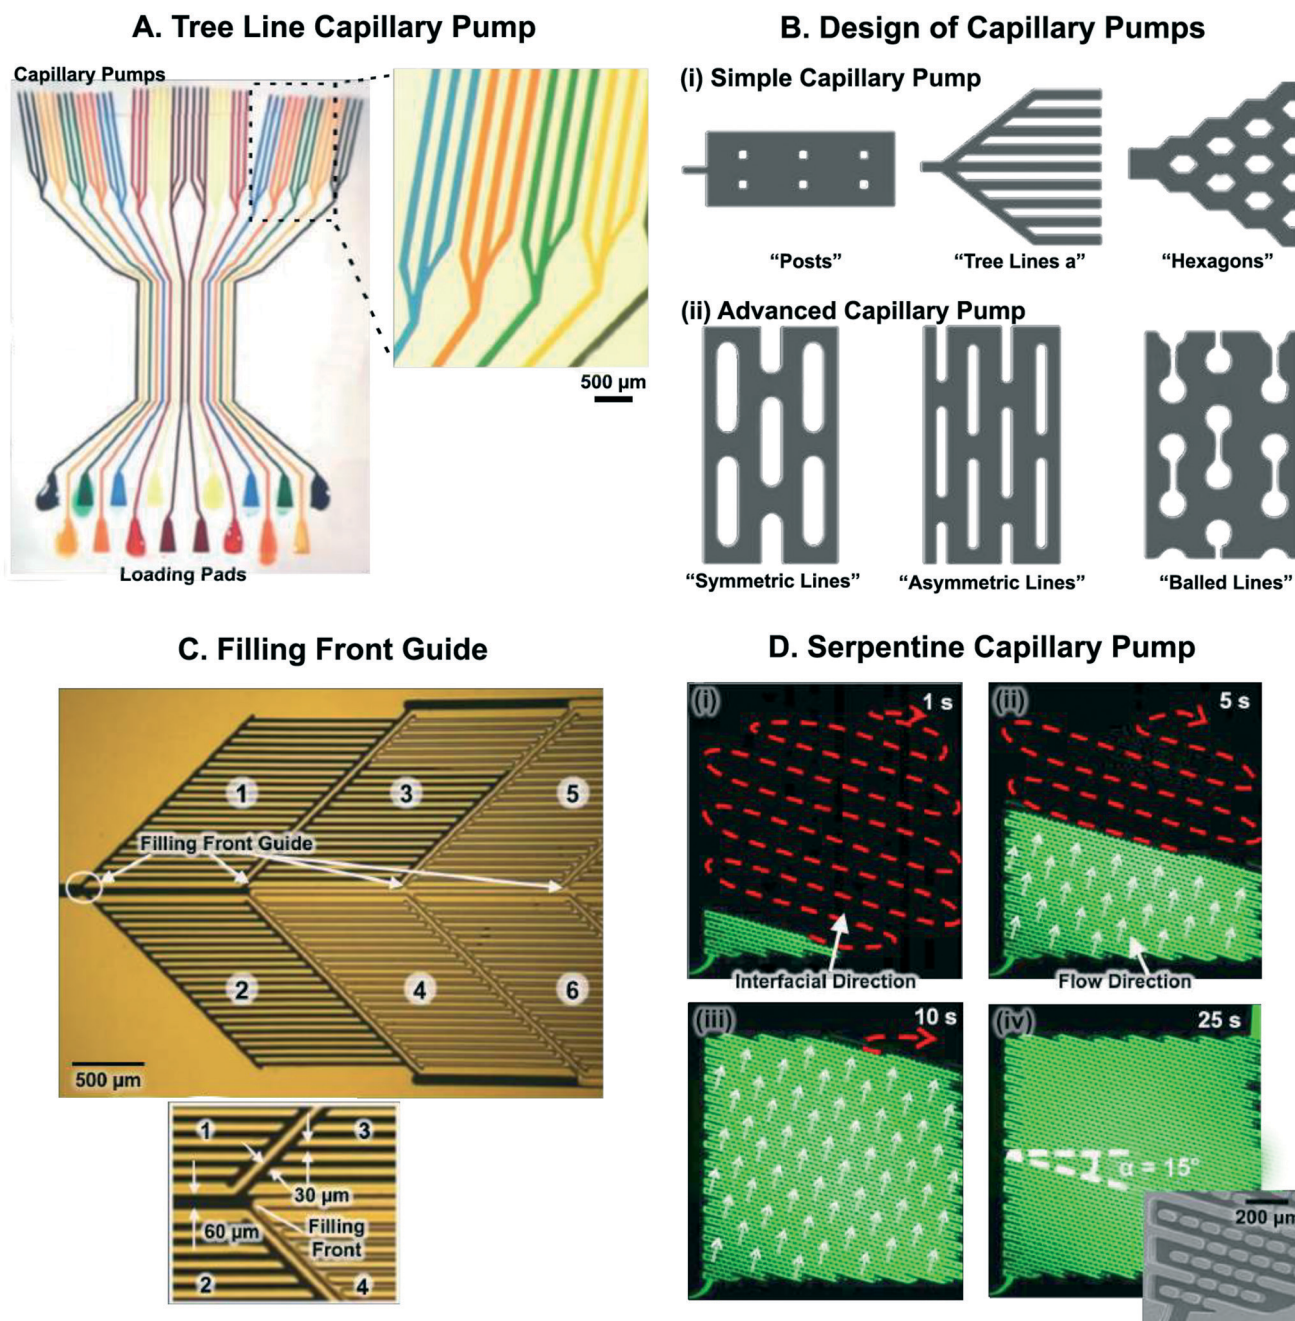 A. Tree Line Capillary Pump
Capillary Pumps
500 µm
Loading Pads
B. Design of Capillary Pumps
(i) Simple Capillary Pump
“Posts”
“Tree Lines a”
“Hexagons”
(ii) Advanced Capillary Pump
“Symmetric Lines”
“Asymmetric Lines”
“Balled Lines”
C. Filling Front Guide
1
3
5
Filling Front Guide
2
4
6
500 µm
1
3
30 µm
60 µm
Filling
Front
2
4
D. Serpentine Capillary Pump
(i)
1 s
Interfacial Direction
(ii)
5 s
Flow Direction
(iii)
10 s
(iv)
25 s
α = 15°
200 µm